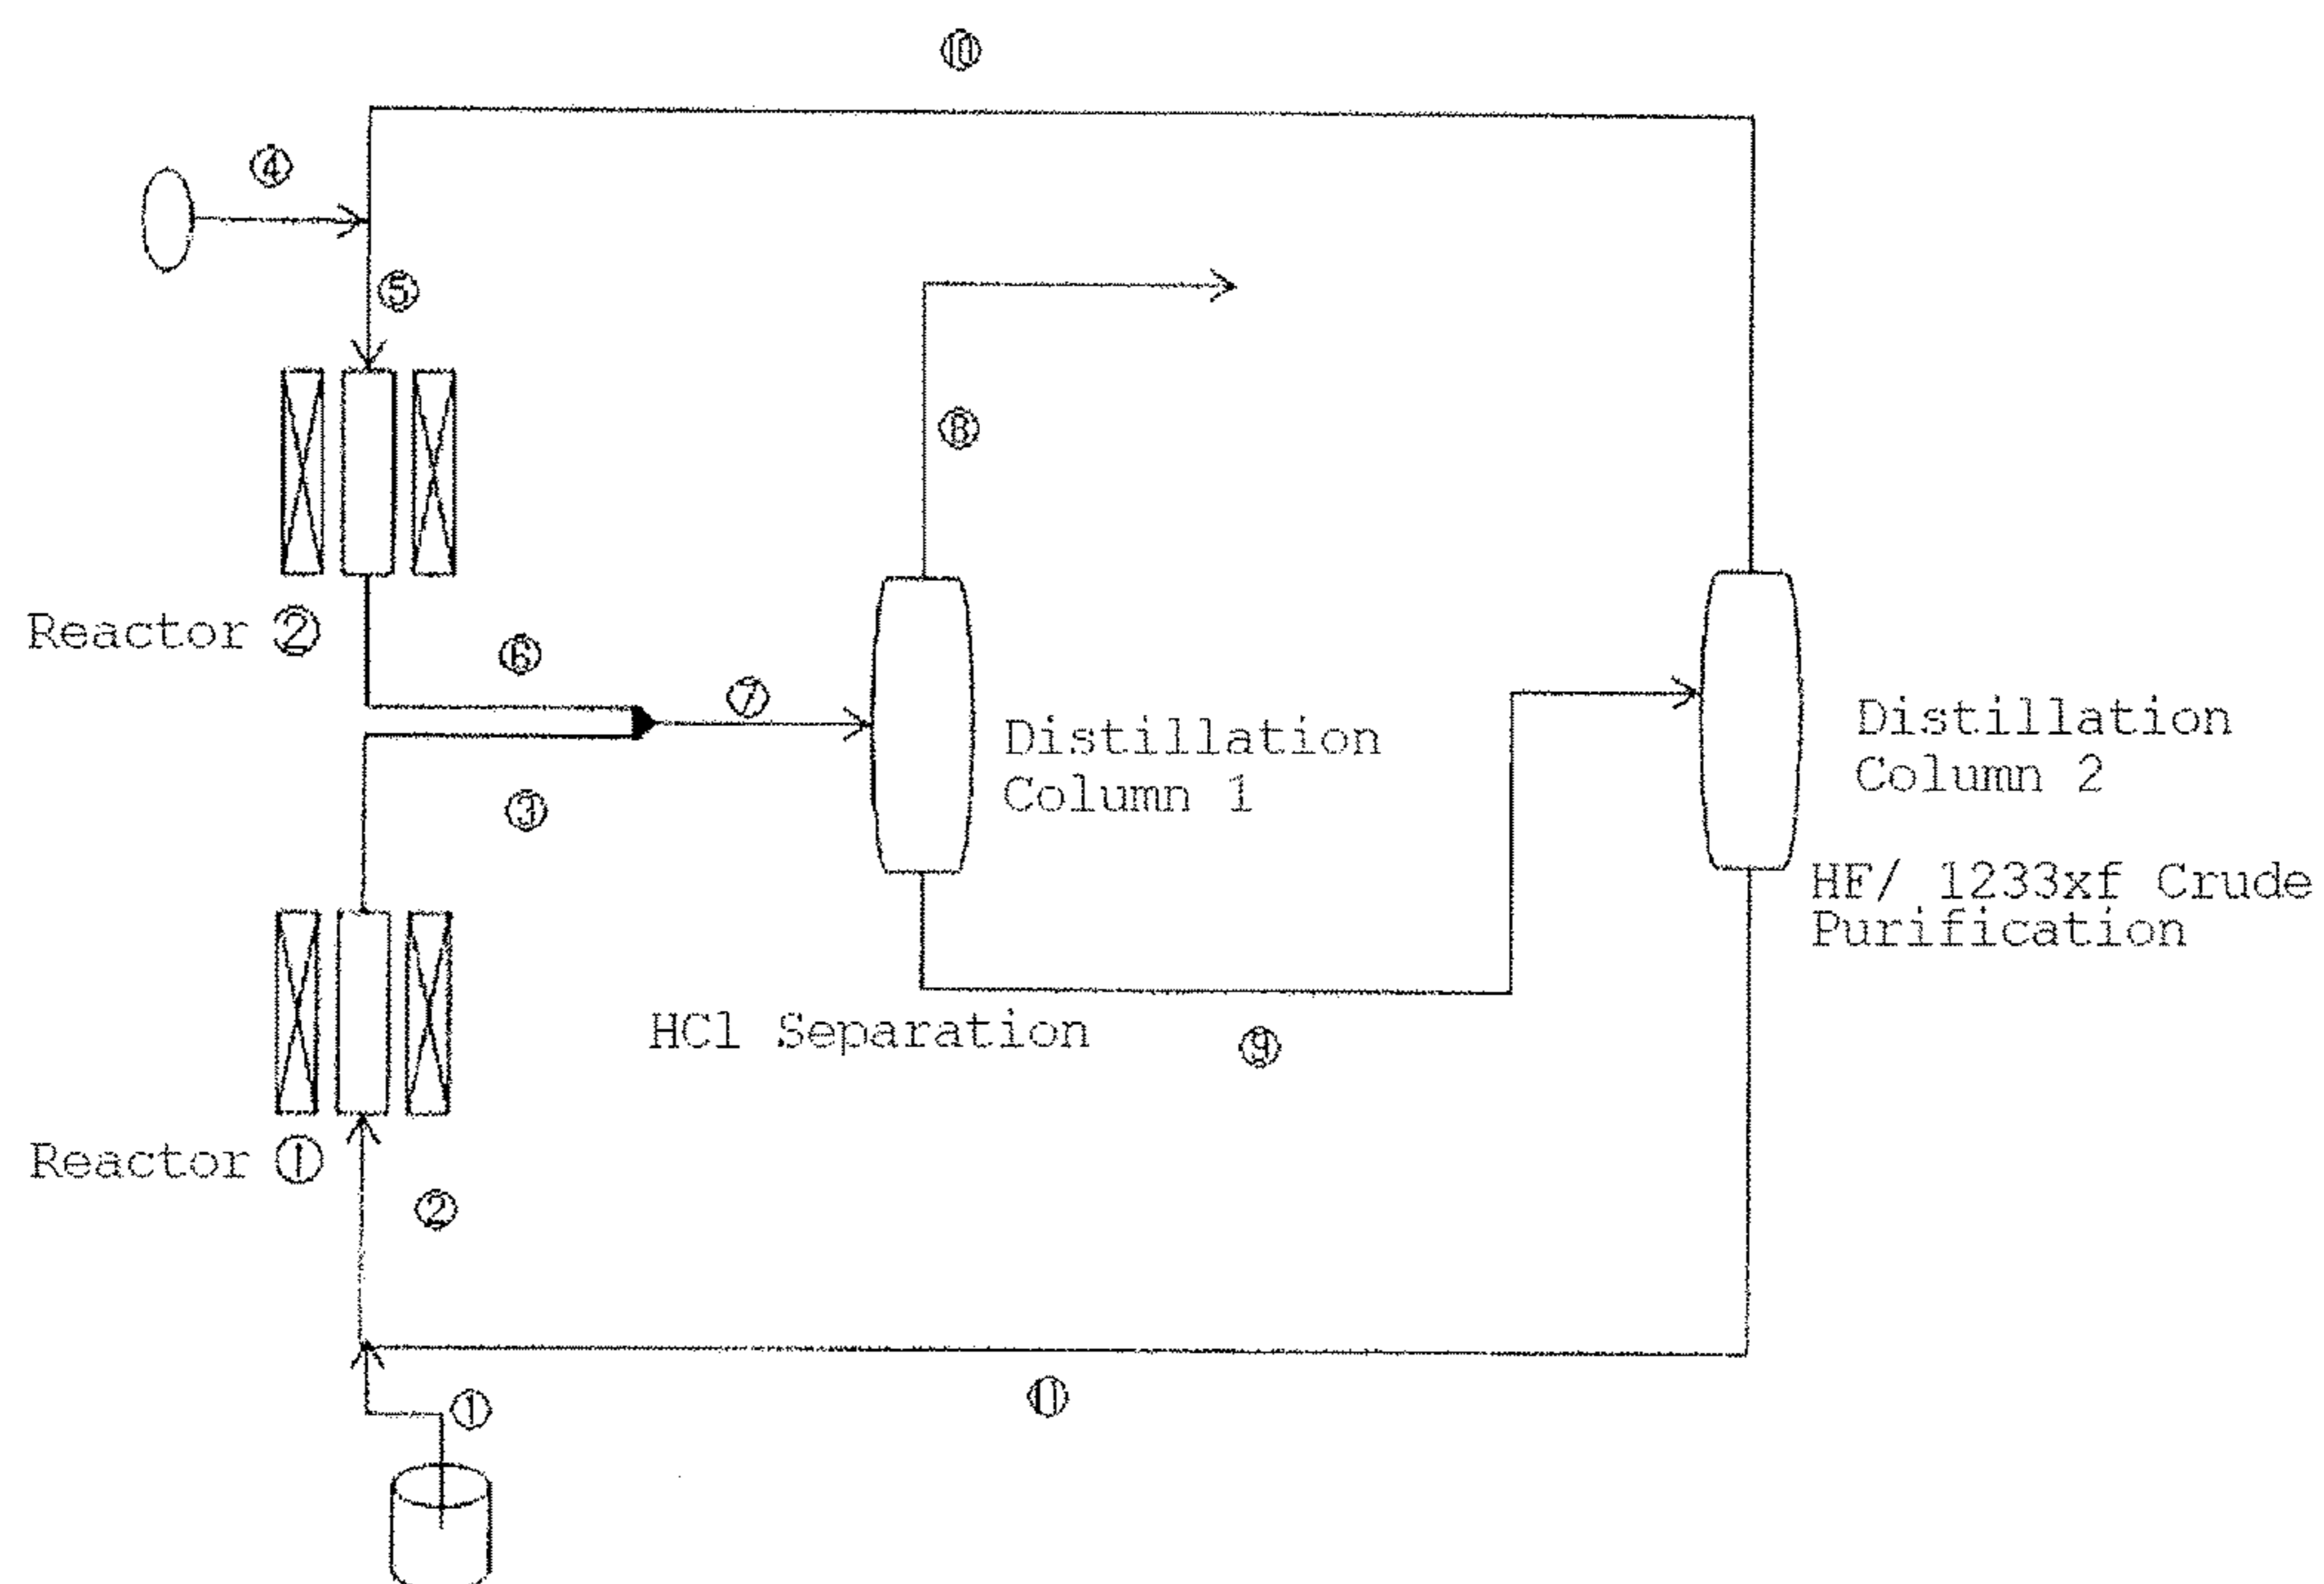 ⑩
④
⑤
⑧
Reactor ②
⑥
⑦
Distillation
Column 1
Distillation
Column 2
③
HF/ 1233xf Crude
Purification
HCl Separation
⑨
Reactor ①
②
⑪
①